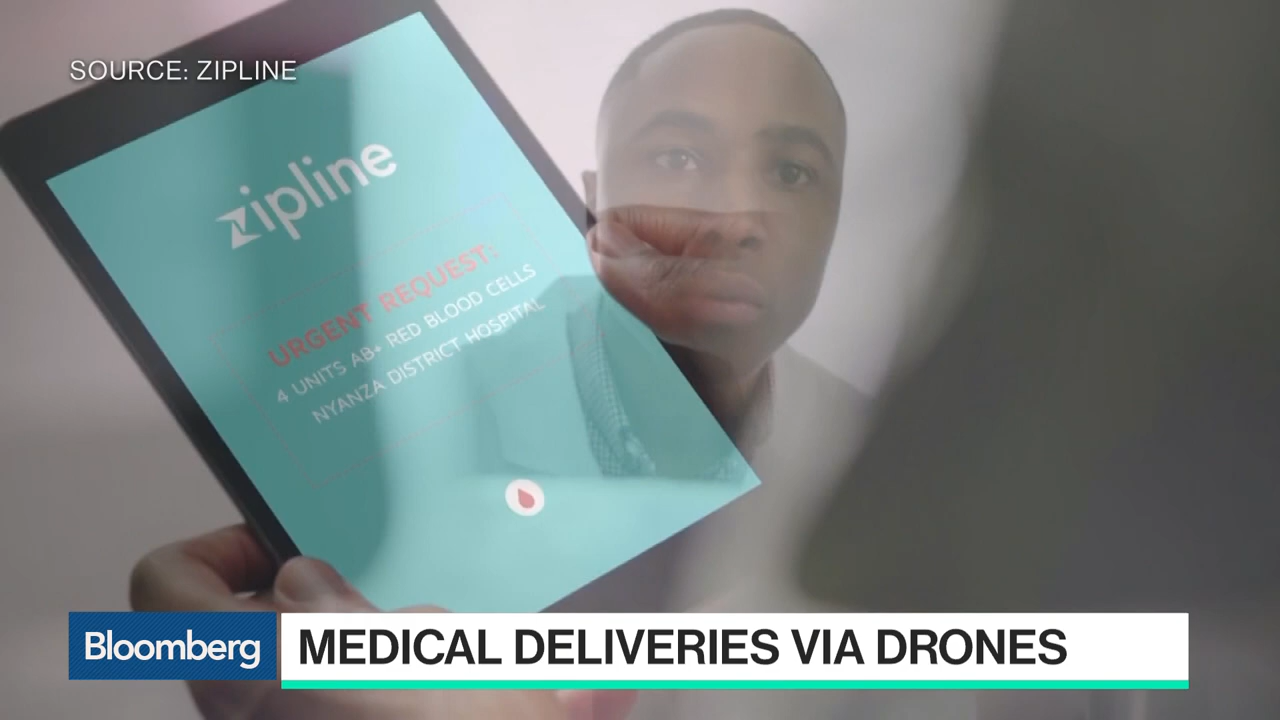 SOURCE: ZIPLINE
zipline
URGENT REQUEST:
4 UNITS AB+ RED BLOOD CELLS
NYANZA DISTRICT HOSPITAL
Bloomberg
MEDICAL DELIVERIES VIA DRONES